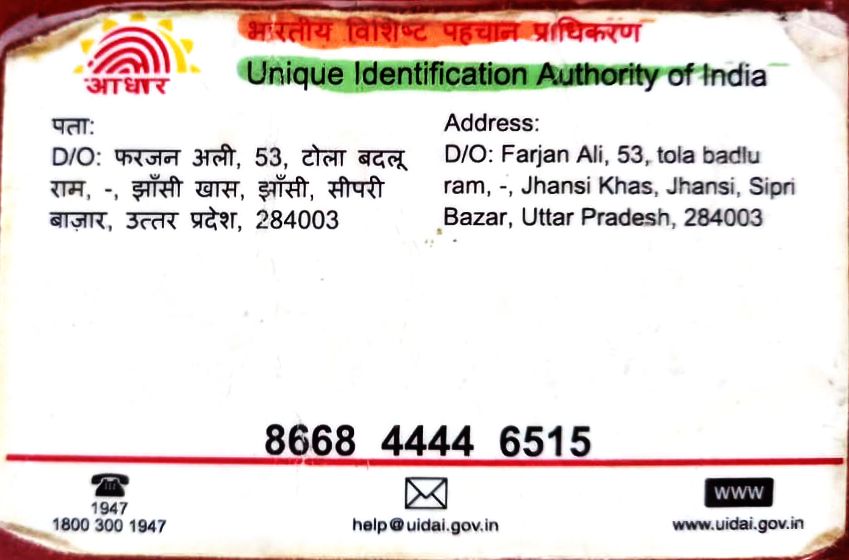 भारतीय विशिष्ट पहचान प्राधिकरण
Unique Identification Authority of India
आधार
पता:
D/O: फरजन अली, 53, टोला बदलू
राम, -, झाँसी खास, झाँसी, सीपरी
बाज़ार, उत्तर प्रदेश, 284003
Address:
D/O: Farjan Ali, 53, tola badlu
ram, -, Jhansi Khas, Jhansi, Sipri
Bazar, Uttar Pradesh, 284003
8668 4444 6515
1947
1800 300 1947
help@uidai.gov.in
www
www.uidai.gov.in